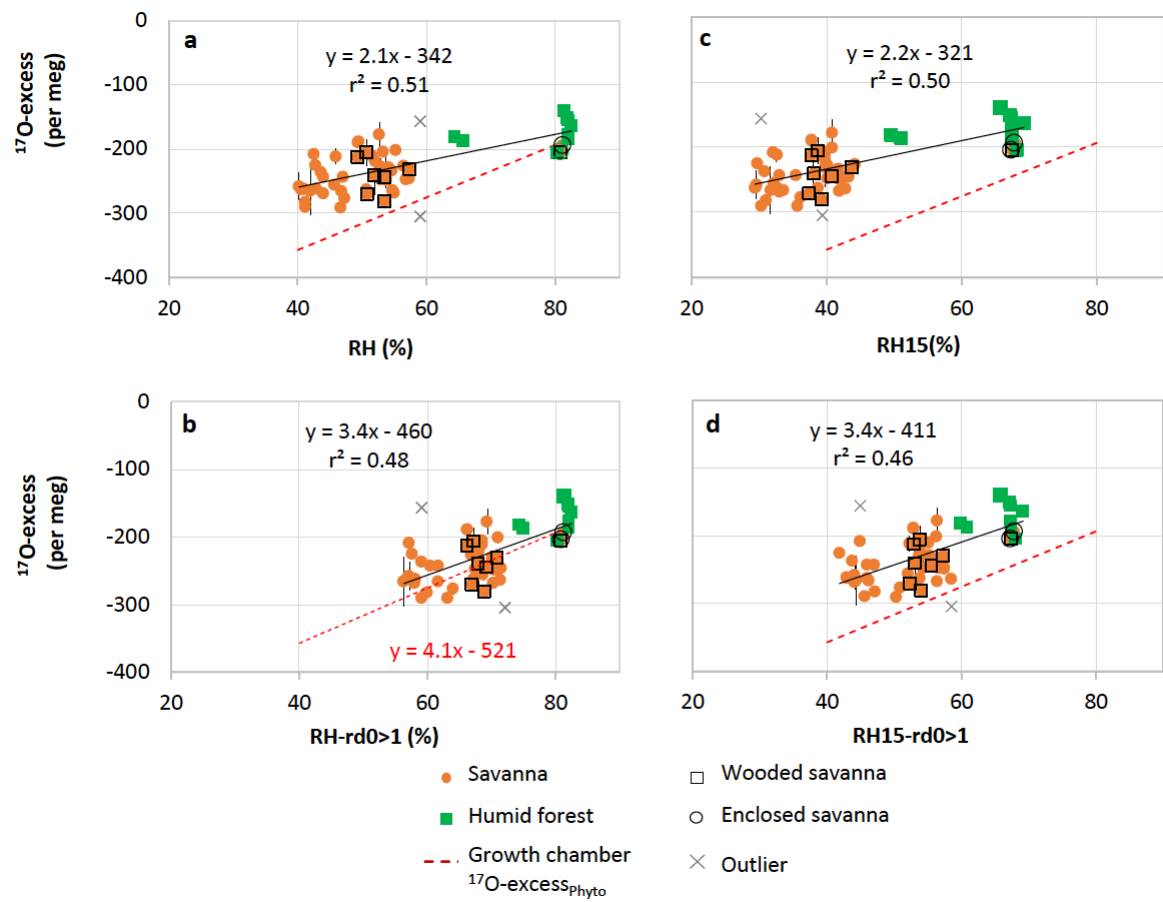 a
y = 2.1x - 342
r² = 0.51
¹⁷O-excess
(per meg)
0
-100
-200
-300
-400
20
40
60
80
RH (%)
c
y = 2.2x - 321
r² = 0.50
20
40
60
80
RH15(%)
b
y = 3.4x - 460
r² = 0.48
y = 4.1x - 521
¹⁷O-excess
(per meg)
0
-100
-200
-300
-400
20
40
60
80
RH-rd0>1 (%)
d
y = 3.4x - 411
r² = 0.46
20
40
60
80
RH15-rd0>1
Savanna
Wooded savanna
Humid forest
Enclosed savanna
Growth chamber
¹⁷O-excessPhyto
Outlier